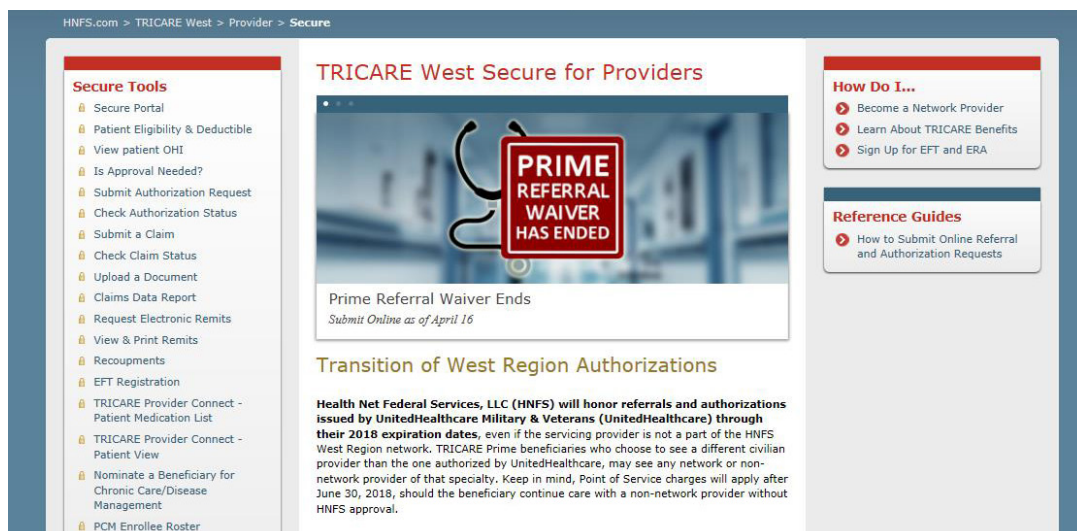 HNFS.com > TRICARE West > Provider > Secure
Secure Tools
Secure Portal
Patient Eligibility & Deductible
View patient OHI
Is Approval Needed?
Submit Authorization Request
Check Authorization Status
Submit a Claim
Check Claim Status
Upload a Document
Claims Data Report
Request Electronic Remits
View & Print Remits
Recoupments
EFT Registration
TRICARE Provider Connect -
Patient Medication List
TRICARE Provider Connect -
Patient View
Nominate a Beneficiary for
Chronic Care/Disease
Management
PCM Enrollee Roster
TRICARE West Secure for Providers
PRIME
REFERRAL
WAIVER
HAS ENDED
Prime Referral Waiver Ends
Submit Online as of April 16
Transition of West Region Authorizations
Health Net Federal Services, LLC (HNFS) will honor referrals and authorizations
issued by UnitedHealthcare Military & Veterans (UnitedHealthcare) through
their 2018 expiration dates, even if the servicing provider is not a part of the HNFS
West Region network. TRICARE Prime beneficiaries who choose to see a different civilian
provider than the one authorized by UnitedHealthcare, may see any network or non-
network provider of that specialty. Keep in mind, Point of Service charges will apply after
June 30, 2018, should the beneficiary continue care with a non-network provider without
HNFS approval.
How Do I...
Become a Network Provider
Learn About TRICARE Benefits
Sign Up for EFT and ERA
Reference Guides
How to Submit Online Referral
and Authorization Requests